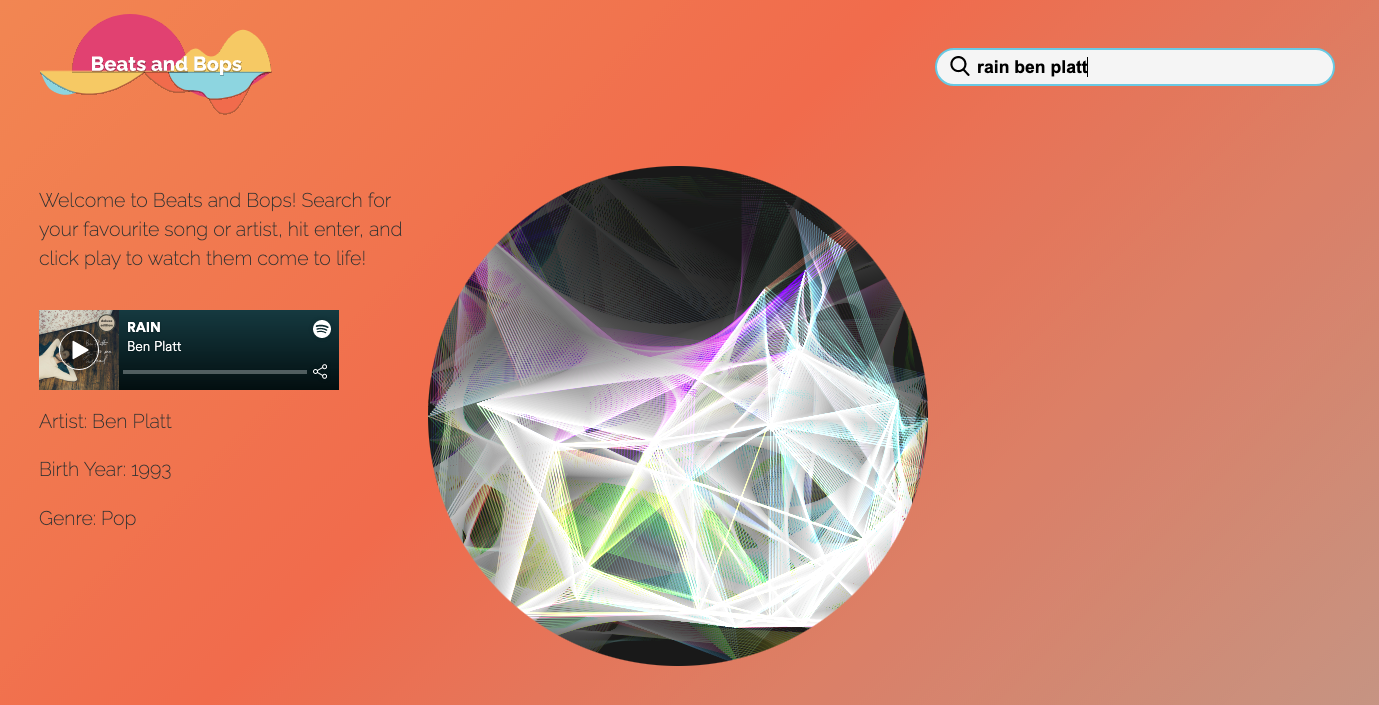 Beats and Bops
rain ben platt
Welcome to Beats and Bops! Search for
your favourite song or artist, hit enter, and
click play to watch them come to life!
RAIN
Ben Platt
Artist: Ben Platt
Birth Year: 1993
Genre: Pop